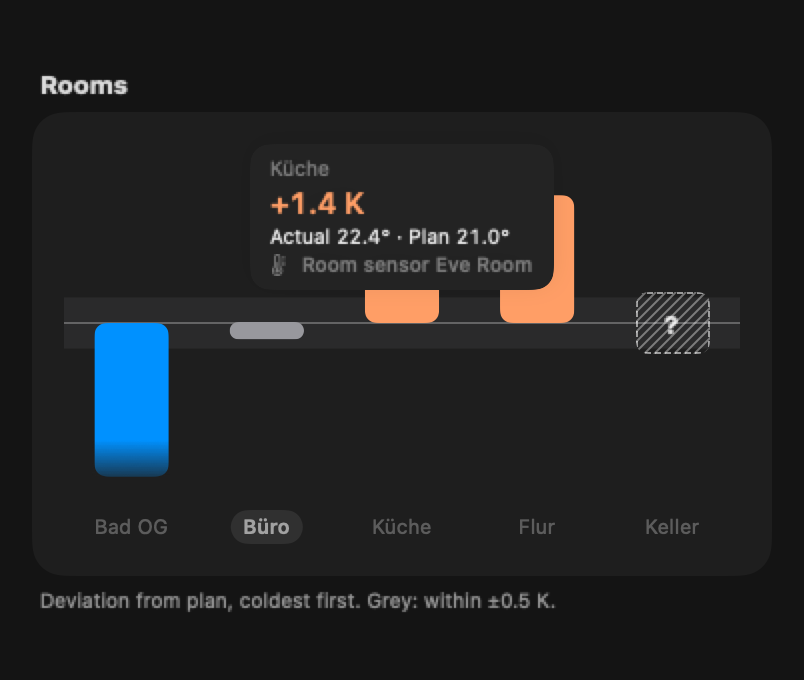 Rooms
Küche
+1.4 K
Actual 22.4° · Plan 21.0°
Room sensor Eve Room
?
Bad OG
Büro
Küche
Flur
Keller
Deviation from plan, coldest first. Grey: within ±0.5 K.